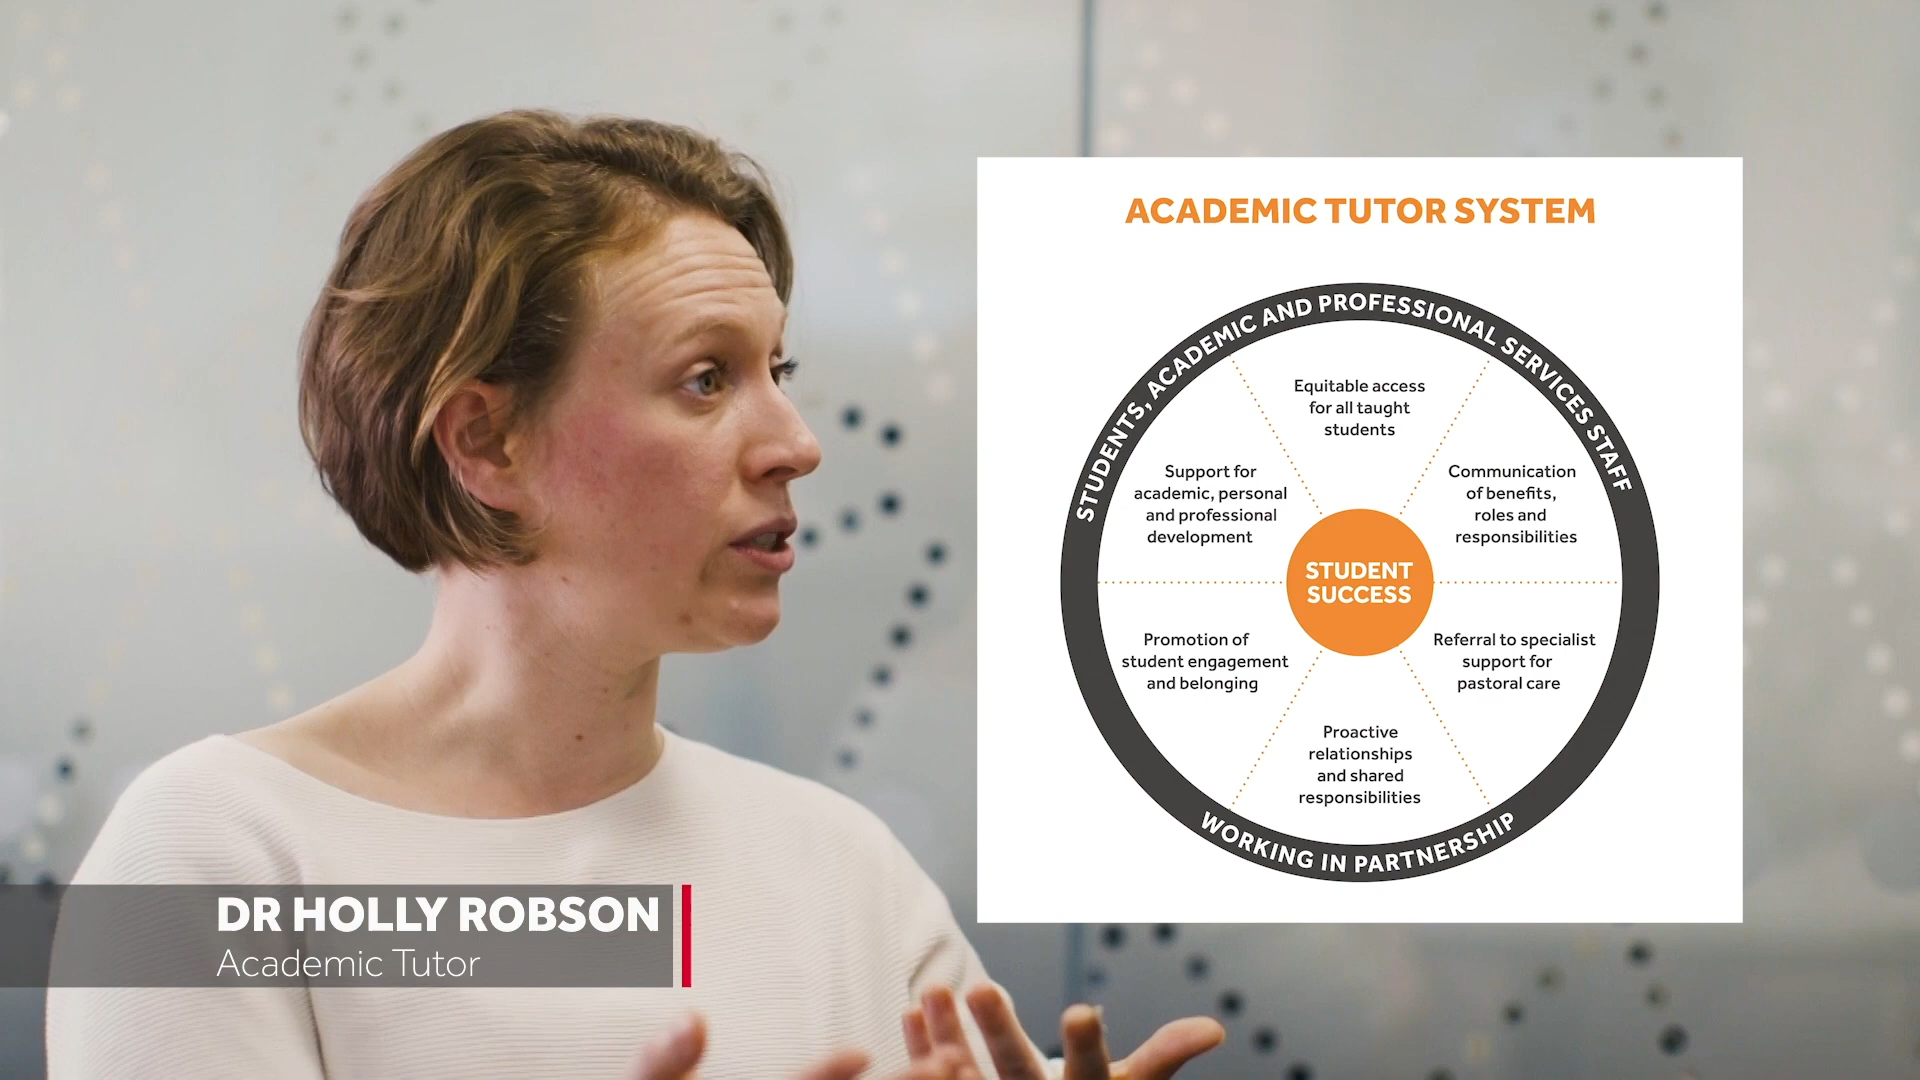 ACADEMIC TUTOR SYSTEM
STUDENTS, ACADEMIC AND PROFESSIONAL SERVICES STAFF
Equitable access
for all taught
students
Support for
academic, personal
and professional
development
Communication
of benefits,
roles and
responsibilities
STUDENT
SUCCESS
Promotion of
student engagement
and belonging
Referral to specialist
support for
pastoral care
Proactive
relationships
and shared
responsibilities
WORKING IN PARTNERSHIP
DR HOLLY ROBSON
Academic Tutor